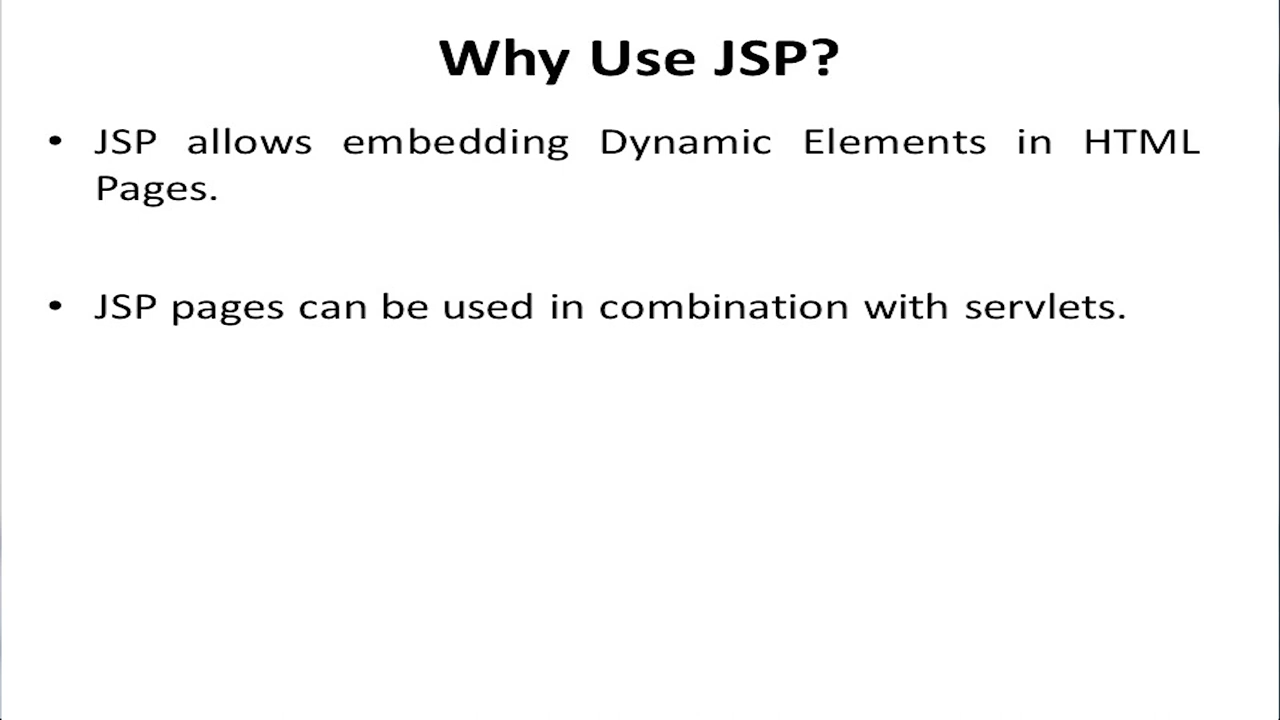 Why Use JSP?
• JSP allows embedding Dynamic Elements in HTML
Pages.
• JSP pages can be used in combination with servlets.